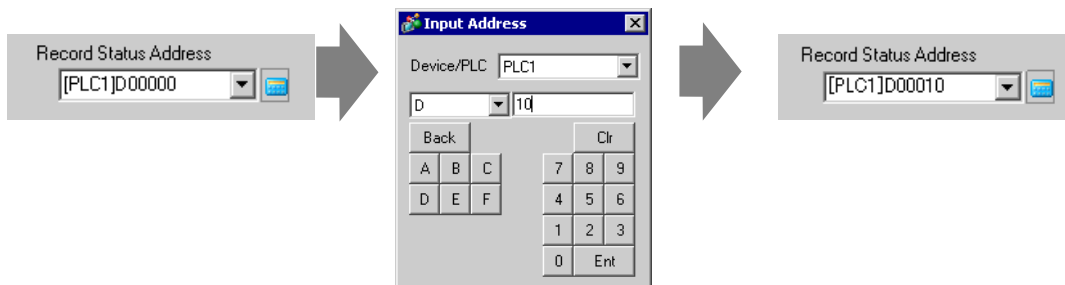 Record Status Address
[PLC1]D00000
Input Address
Device/PLC PLC1
D 10
Back Clr
A B C 7 8 9
D E F 4 5 6
1 2 3
0 Ent
Record Status Address
[PLC1]D00010